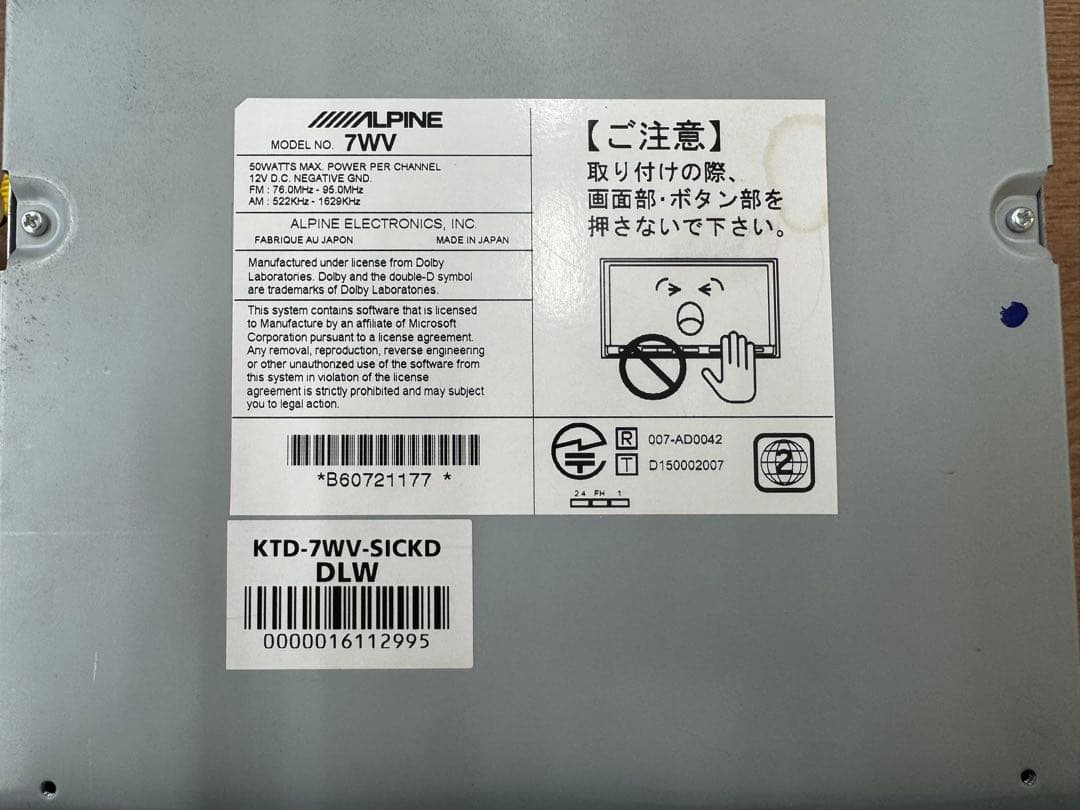 ALPINE
MODEL NO. 7WV
50WATTS MAX. POWER PER CHANNEL
12V D.C. NEGATIVE GND.
FM : 76.0MHz - 95.0MHz
AM : 522KHz - 1629KHz
ALPINE ELECTRONICS, INC.
FABRIQUE AU JAPON MADE IN JAPAN
Manufactured under license from Dolby
Laboratories. Dolby and the double-D symbol
are trademarks of Dolby Laboratories.
This system contains software that is licensed
to Manufacture by an affiliate of Microsoft
Corporation pursuant to a license agreement.
Any removal, reproduction, reverse engineering
or other unauthorized use of the software from
this system in violation of the license
agreement is strictly prohibited and may subject
you to legal action.
*B60721177 *
【ご注意】
取り付けの際、
画面部・ボタン部を
押さないで下さい。
R 007-AD0042
T D150002007
2
24 FH 1
KTD-7WV-SICKD
DLW
0000016112995